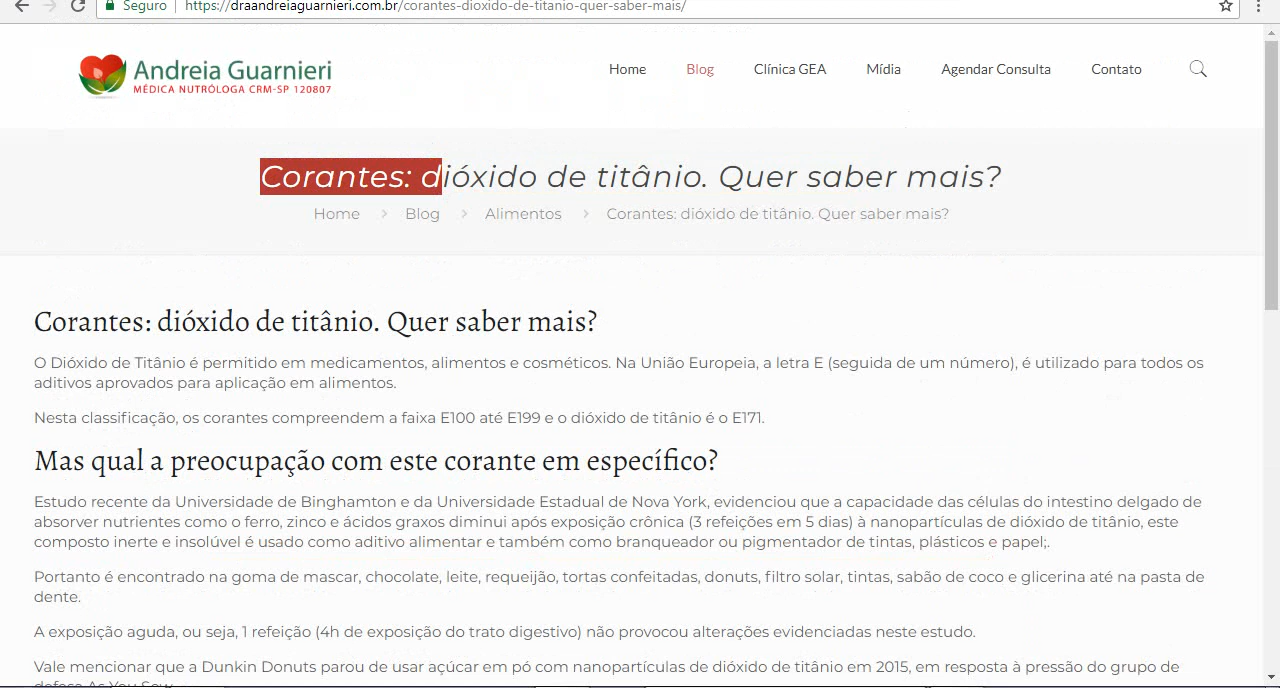 Seguro https://draandreiaguarnieri.com.br/corantes-dioxido-de-titanio-quer-saber-mais/
Andreia Guarnieri
MÉDICA NUTRÓLOGA CRM-SP 120807
Home Blog Clínica GEA Mídia Agendar Consulta Contato
Corantes: dióxido de titânio. Quer saber mais?
Home > Blog > Alimentos > Corantes: dióxido de titânio. Quer saber mais?
Corantes: dióxido de titânio. Quer saber mais?
O Dióxido de Titânio é permitido em medicamentos, alimentos e cosméticos. Na União Europeia, a letra E (seguida de um número), é utilizado para todos os
aditivos aprovados para aplicação em alimentos.
Nesta classificação, os corantes compreendem a faixa E100 até E199 e o dióxido de titânio é o E171.
Mas qual a preocupação com este corante em específico?
Estudo recente da Universidade de Binghamton e da Universidade Estadual de Nova York, evidenciou que a capacidade das células do intestino delgado de
absorver nutrientes como o ferro, zinco e ácidos graxos diminui após exposição crônica (3 refeições em 5 dias) à nanopartículas de dióxido de titânio, este
composto inerte e insolúvel é usado como aditivo alimentar e também como branqueador ou pigmentador de tintas, plásticos e papel;.
Portanto é encontrado na goma de mascar, chocolate, leite, requeijão, tortas confeitadas, donuts, filtro solar, tintas, sabão de coco e glicerina até na pasta de
dente.
A exposição aguda, ou seja, 1 refeição (4h de exposição do trato digestivo) não provocou alterações evidenciadas neste estudo.
Vale mencionar que a Dunkin Donuts parou de usar açúcar em pó com nanopartículas de dióxido de titânio em 2015, em resposta à pressão do grupo de
defesa As You Sow.